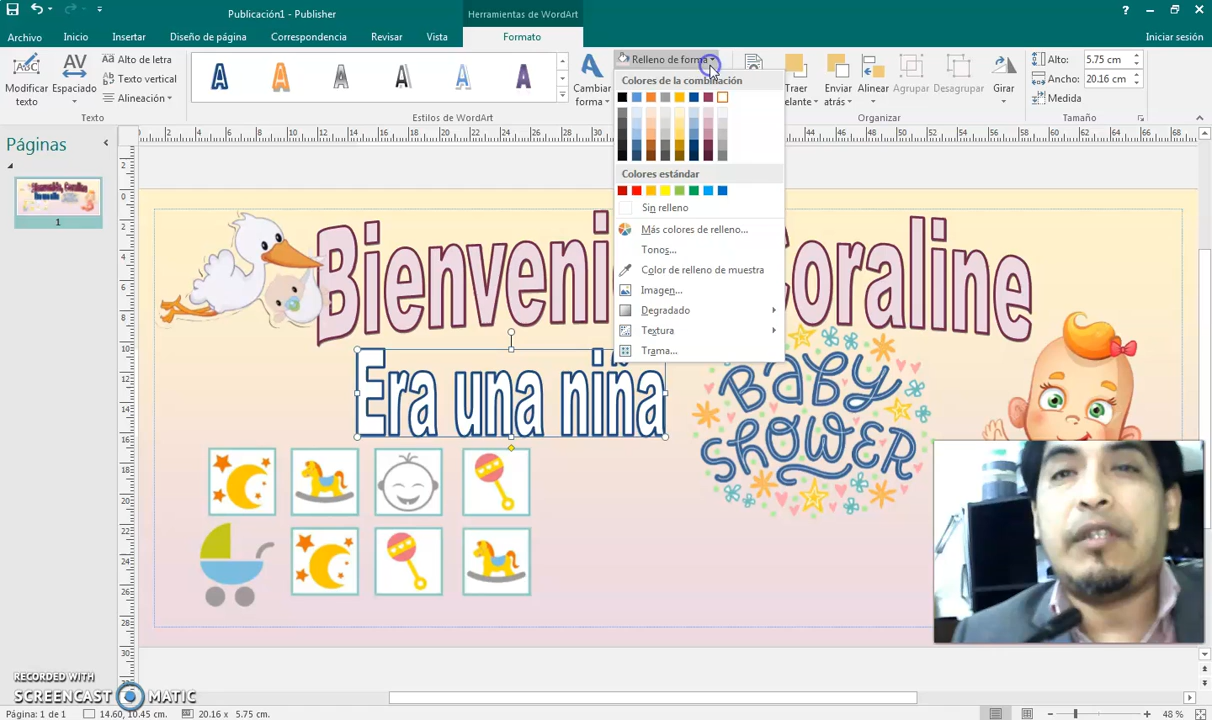 Publicación1 - Publisher
Herramientas de WordArt
Archivo Inicio Insertar Diseño de página Correspondencia Revisar Vista Formato Iniciar sesión
Modificar texto
Espaciado
Alto de letra
Texto vertical
Alineación
Texto
Estilos de WordArt
Cambiar forma
Relleno de forma
Traer adelante
Enviar atrás
Alinear
Agrupar
Desagrupar
Girar
Organizar
Alto: 5.75 cm.
Ancho: 20.16 cm.
Medida
Tamaño
Colores de la combinación
Colores estándar
Sin relleno
Más colores de relleno...
Tonos...
Color de relleno de muestra
Imagen...
Degradado
Textura
Trama...
Páginas
1
Bienveni
Coraline
Era una niña
BABY
SHOWER
RECORDED WITH
SCREENCAST MATIC
Página: 1 de 1
14.60, 10.45 cm.
20.16 x 5.75 cm.
48 %